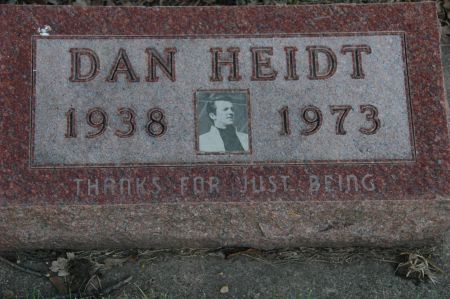 DAN HEIDT
1938 1973
THANKS FOR JUST BEING